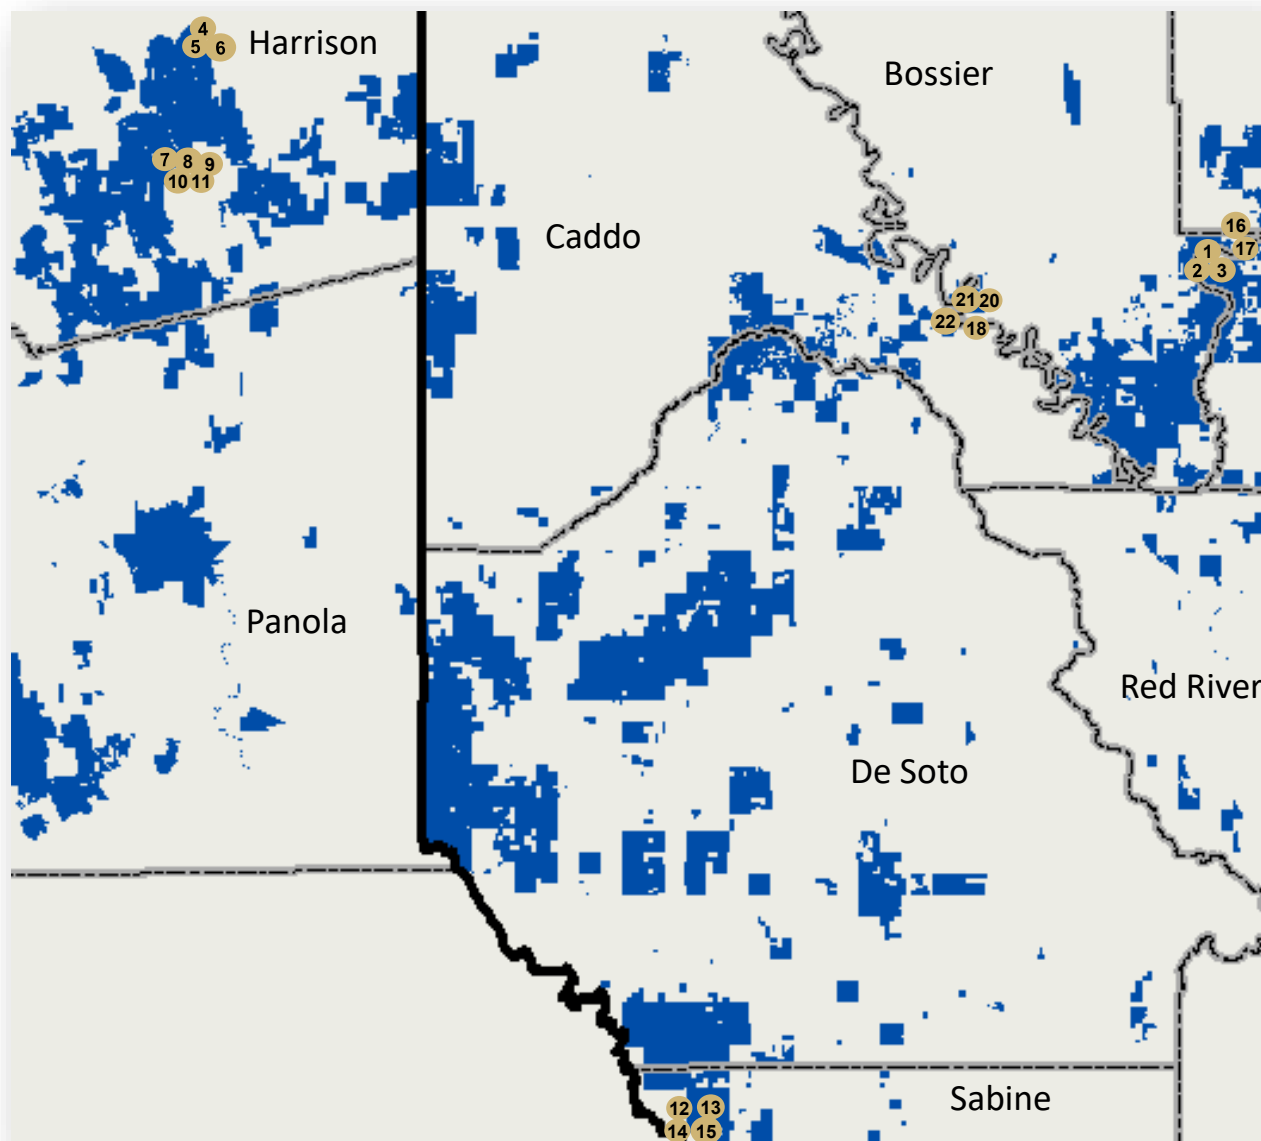 4
5 6 Harrison
Bossier
7 8 9
10 11
16
Caddo
1 17
2 3
21 20
22 18
Panola
Red River
De Soto
Sabine
12 13
14 15